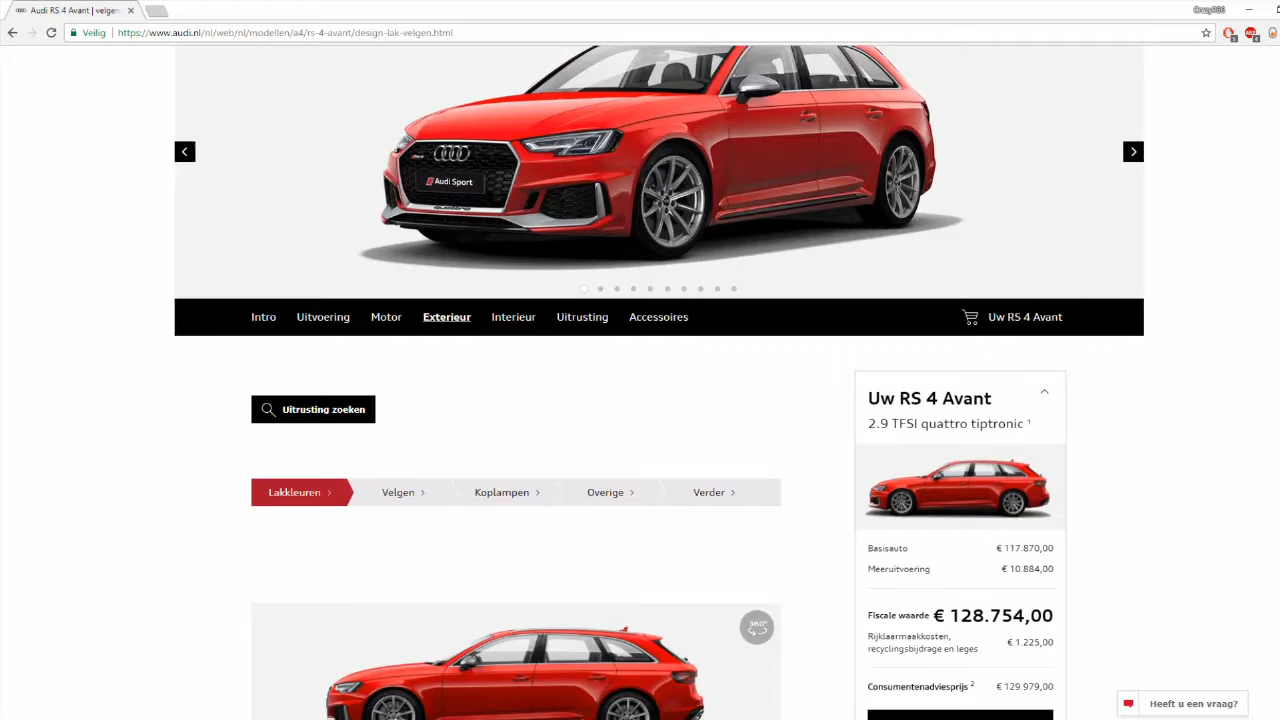 Audi RS 4 Avant | velgen
CrazyRS6
Veilig
https://www.audi.nl/nl/web/nl/modellen/a4/rs-4-avant/design-lak-velgen.html
Audi Sport
quattro
Intro Uitvoering Motor Exterieur Interieur Uitrusting Accessoires Uw RS 4 Avant
Uitrusting zoeken
Uw RS 4 Avant
2.9 TFSI quattro tiptronic ¹
Lakkleuren Velgen Koplampen Overige Verder
Basisauto € 117.870,00
Meeruitvoering € 10.884,00
Fiscale waarde € 128.754,00
Rijklaarmaakkosten,
recyclingsbijdrage en leges € 1.225,00
Consumentenadviesprijs ² € 129.979,00
360°
Heeft u een vraag?